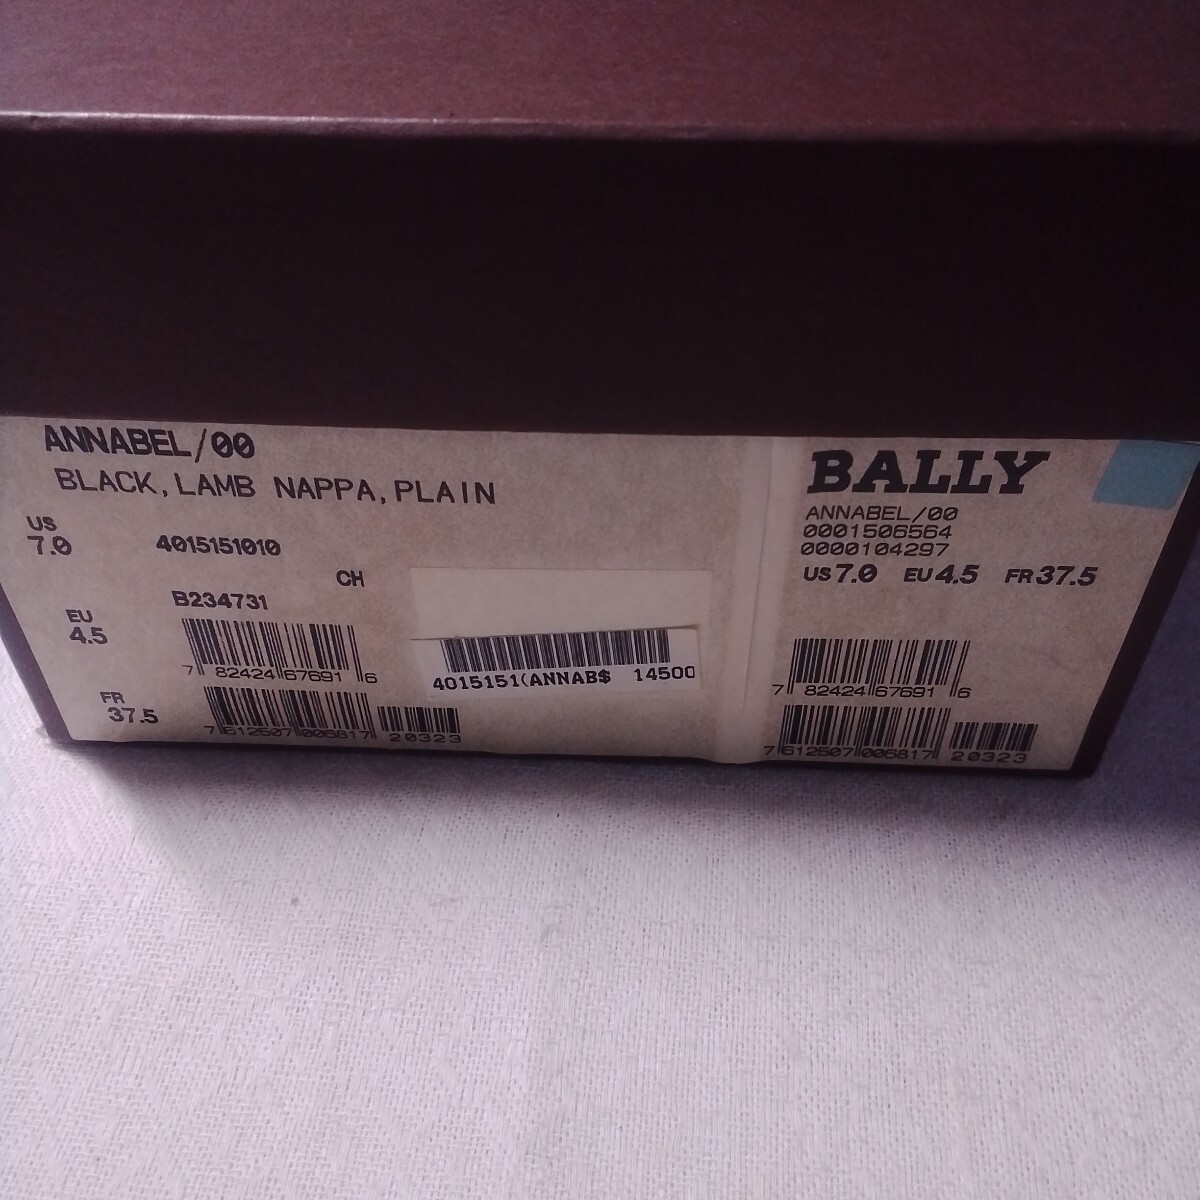 ANNABEL/00
BLACK, LAMB NAPPA, PLAIN
US
7.0
4015151010
CH
B234731
EU
4.5
7 82424 67691 6
FR
37.5
7 612507 006817 20323
4015151(ANNAB$ 14500
BALLY
ANNABEL/00
0001506564
0000104297
US 7.0 EU 4.5 FR 37.5
7 82424 67691 6
7 612507 006817 20323